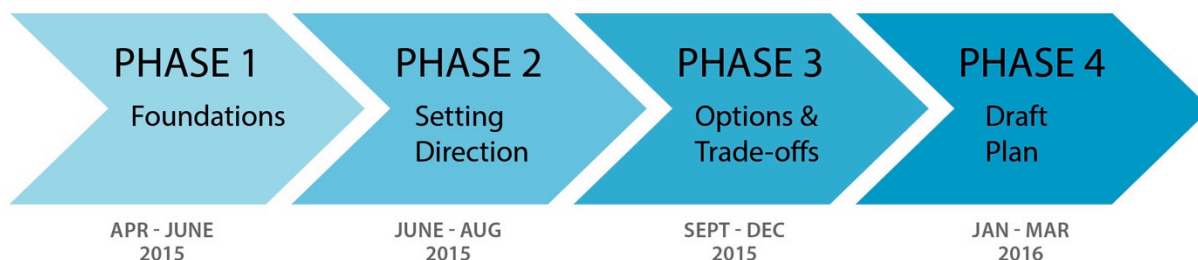 PHASE 1
Foundations
APR - JUNE
2015
PHASE 2
Setting
Direction
JUNE - AUG
2015
PHASE 3
Options &
Trade-offs
SEPT - DEC
2015
PHASE 4
Draft
Plan
JAN - MAR
2016